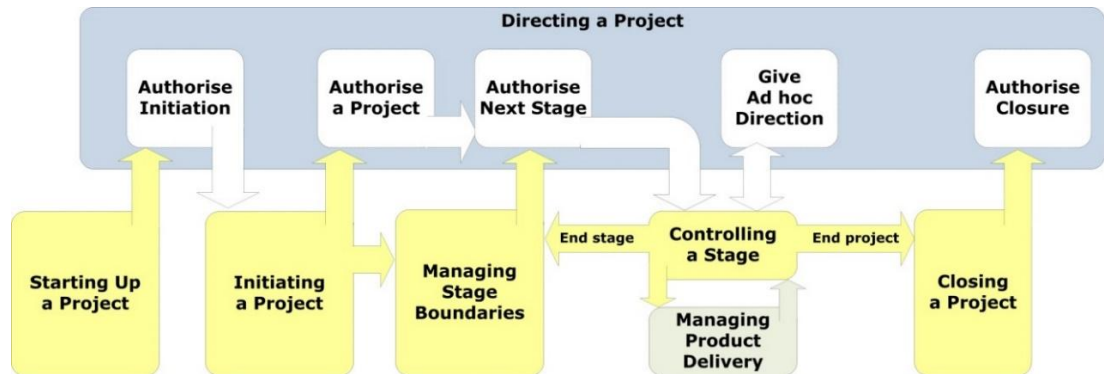 Directing a Project
Authorise
Initiation
Authorise
a Project
Authorise
Next Stage
Give
Ad hoc
Direction
Authorise
Closure
Starting Up
a Project
Initiating
a Project
Managing
Stage
Boundaries
End stage
Controlling
a Stage
End project
Closing
a Project
Managing
Product
Delivery